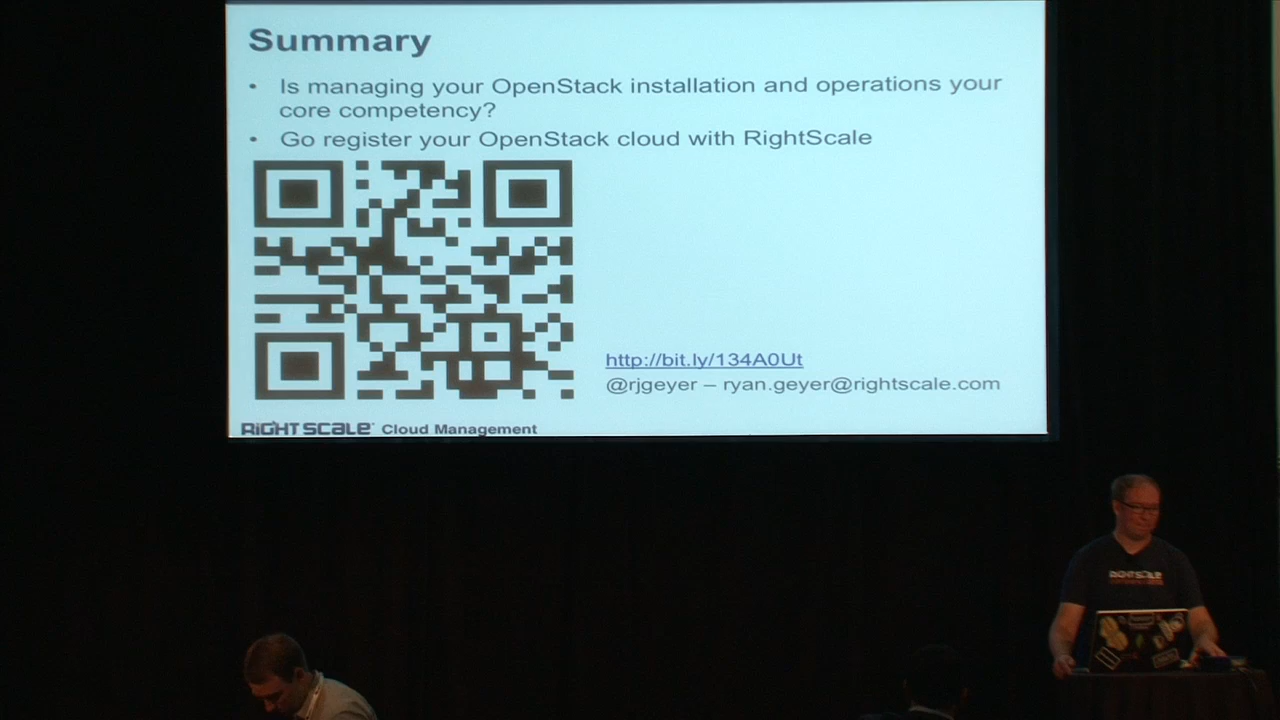 Summary
• Is managing your OpenStack installation and operations your
core competency?
• Go register your OpenStack cloud with RightScale
http://bit.ly/134A0Ut
@rjgeyer – ryan.geyer@rightscale.com
RIGHTSCALE Cloud Management
RIGHTSCALE